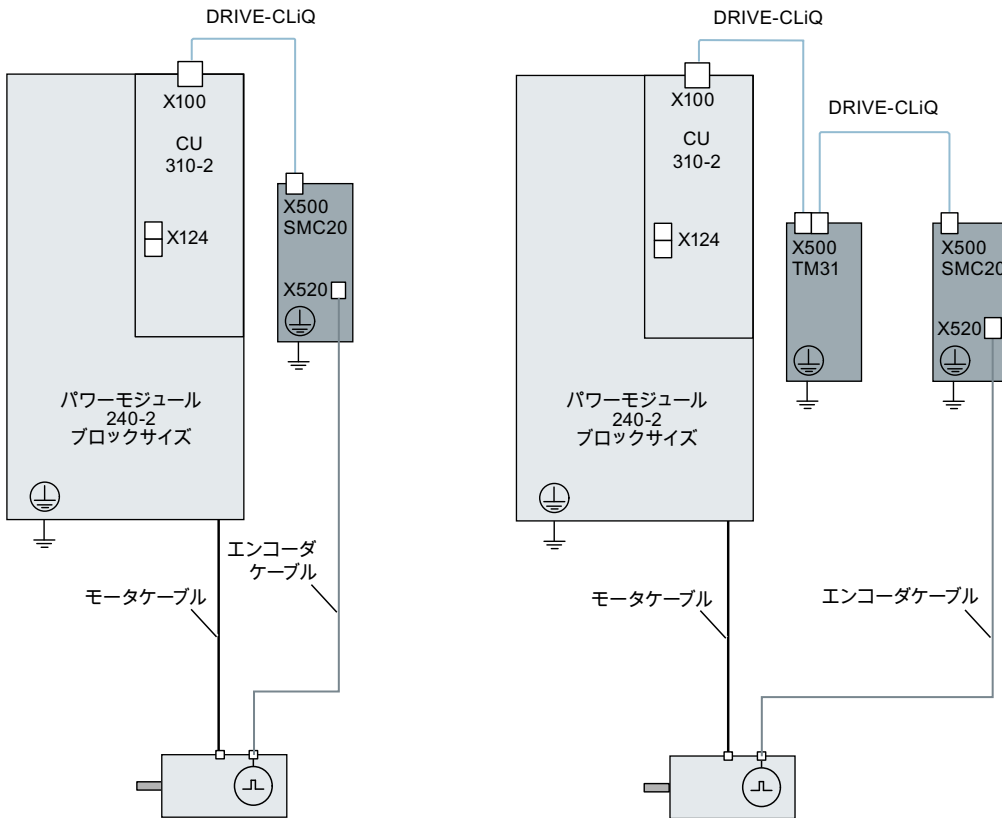 DRIVE-CLiQ
X100
CU
310-2
X124
X500
SMC20
X520
パワーモジュール
240-2
ブロックサイズ
エンコーダ
ケーブル
モータケーブル
DRIVE-CLiQ
X100
CU
310-2
DRIVE-CLiQ
X124
X500
TM31
X500
SMC20
X520
パワーモジュール
240-2
ブロックサイズ
モータケーブル
エンコーダケーブル